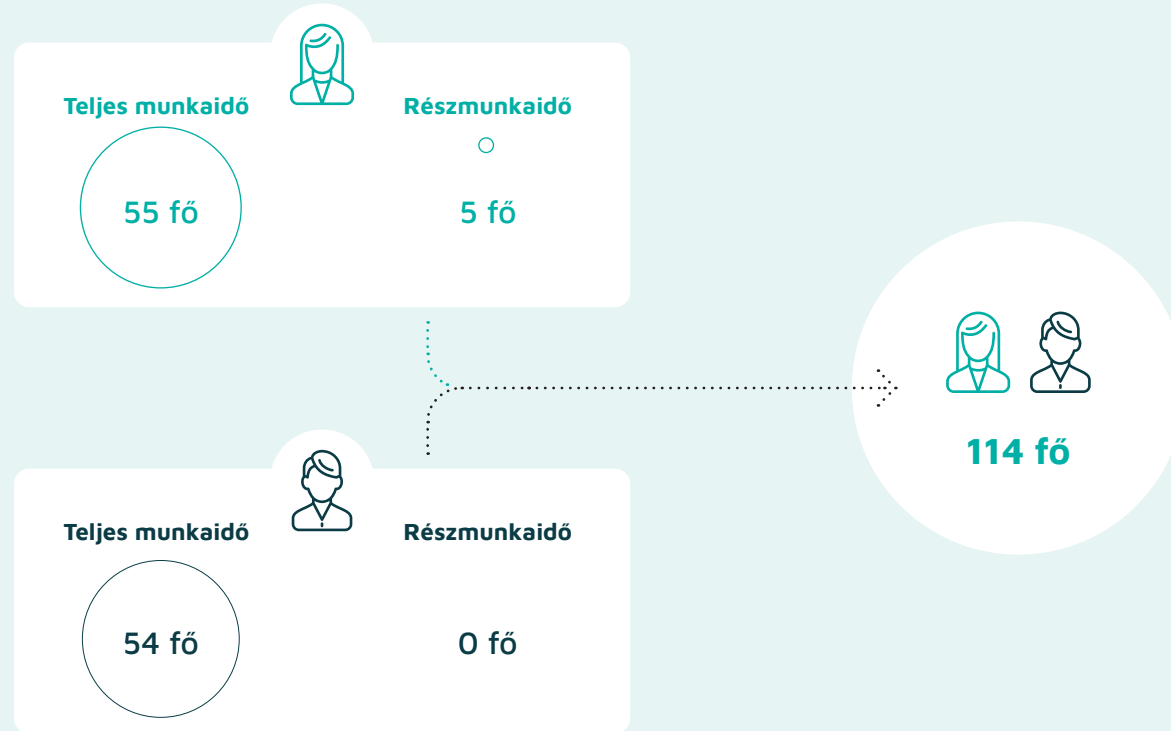 Teljes munkaidő
Részmunkaidő
55 fő
5 fő
114 fő
Teljes munkaidő
Részmunkaidő
54 fő
0 fő